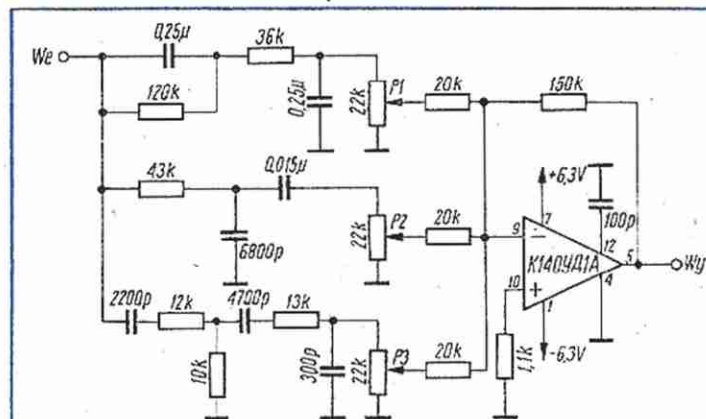 We
0,25µ
36k
120k
0,25µ
22k
P1
20k
150k
43k
0,015µ
6800p
22k
P2
20k
+6,3V
7
100p
9
12
К140УД1А
5
Wy
10
4
1
-6,3V
1,1k
2200p
12k
4700p
13k
10k
300p
22k
P3
20k